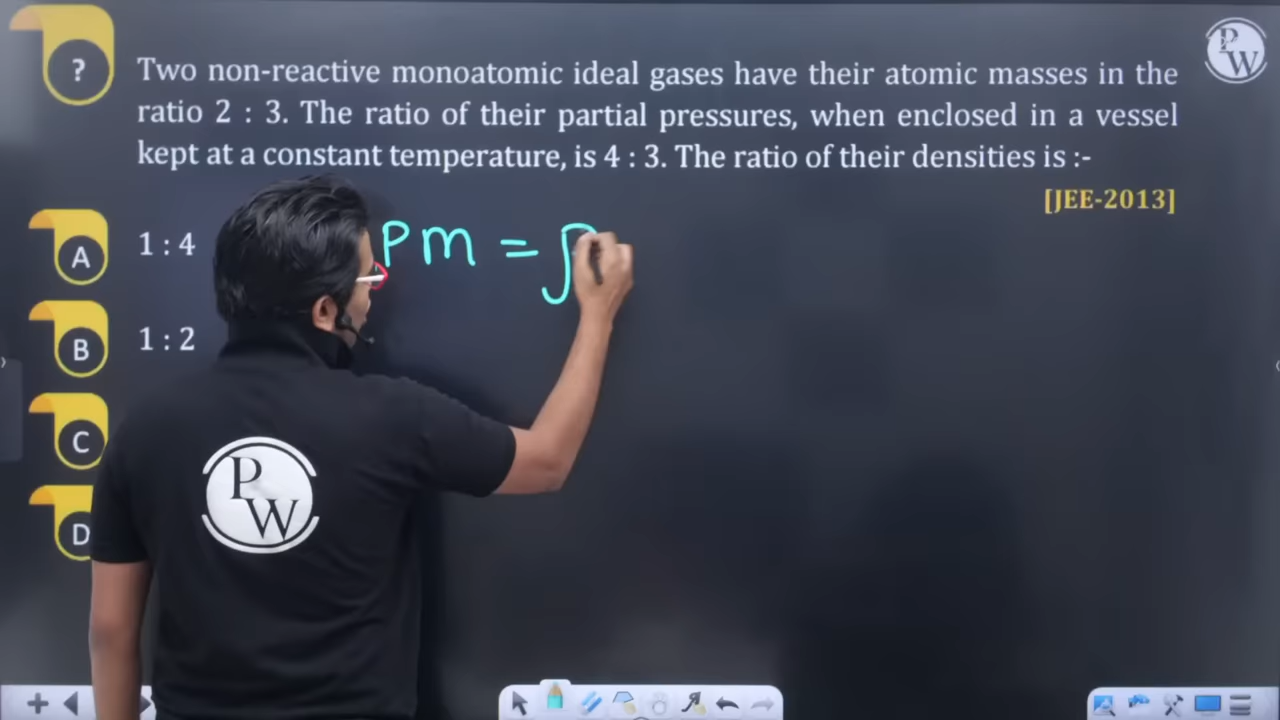 ?
Two non-reactive monoatomic ideal gases have their atomic masses in the
ratio 2 : 3. The ratio of their partial pressures, when enclosed in a vessel
kept at a constant temperature, is 4 : 3. The ratio of their densities is :-
[JEE-2013]
A 1 : 4
B 1 : 2
C
D
PM = ρ
PW
PW